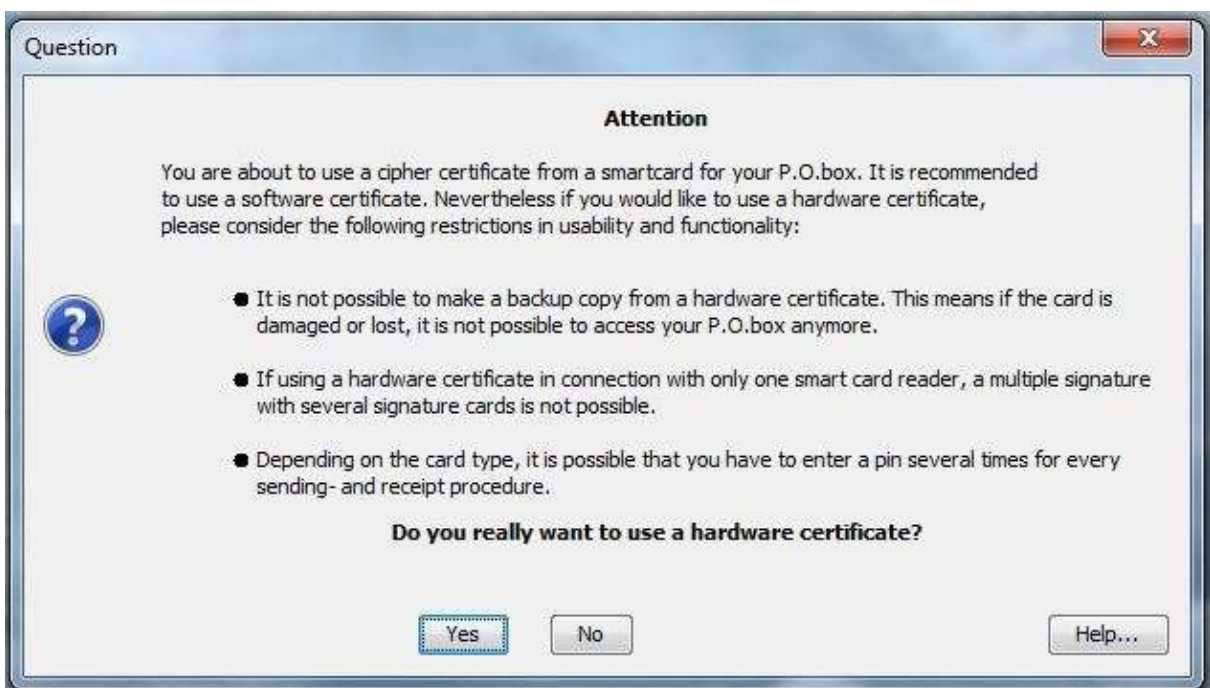 Question
Attention
You are about to use a cipher certificate from a smartcard for your P.O.box. It is recommended
to use a software certificate. Nevertheless if you would like to use a hardware certificate,
please consider the following restrictions in usability and functionality:
It is not possible to make a backup copy from a hardware certificate. This means if the card is
damaged or lost, it is not possible to access your P.O.box anymore.
If using a hardware certificate in connection with only one smart card reader, a multiple signature
with several signature cards is not possible.
Depending on the card type, it is possible that you have to enter a pin several times for every
sending- and receipt procedure.
Do you really want to use a hardware certificate?
Yes No Help...